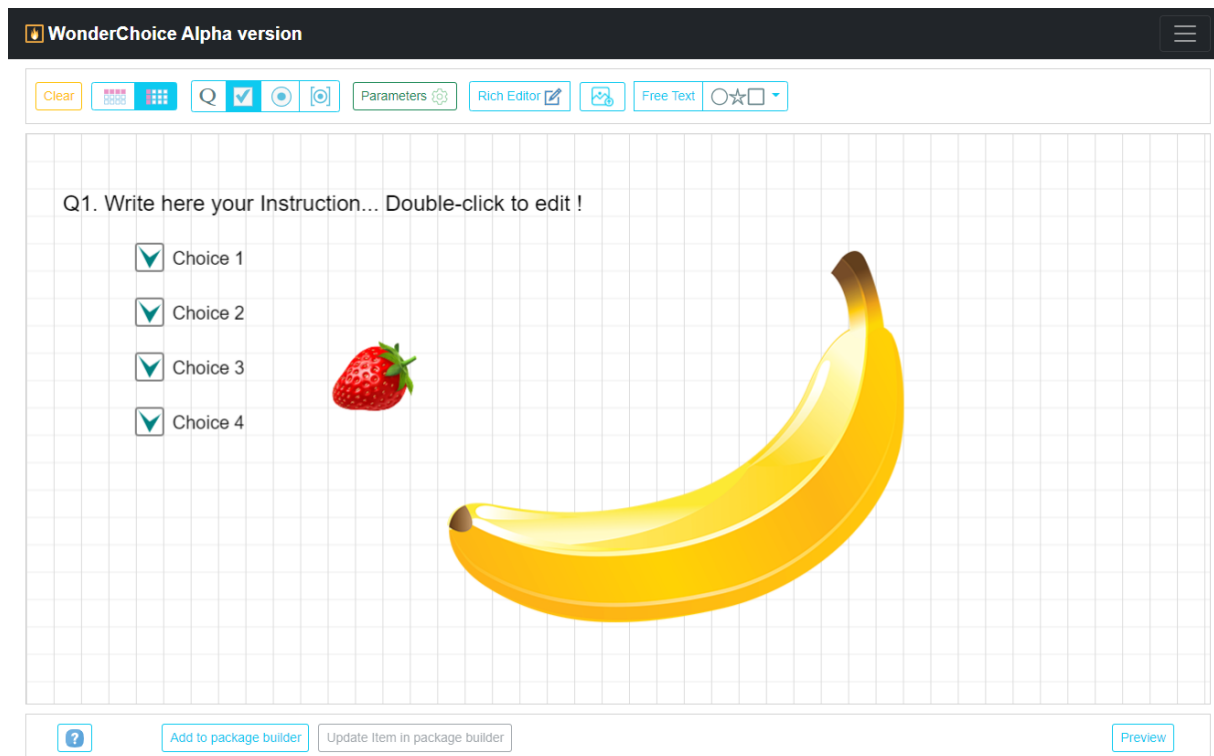 WonderChoice Alpha version
Clear Q Parameters Rich Editor Free Text
Q1. Write here your Instruction... Double-click to edit !
Choice 1
Choice 2
Choice 3
Choice 4
? Add to package builder Update Item in package builder Preview